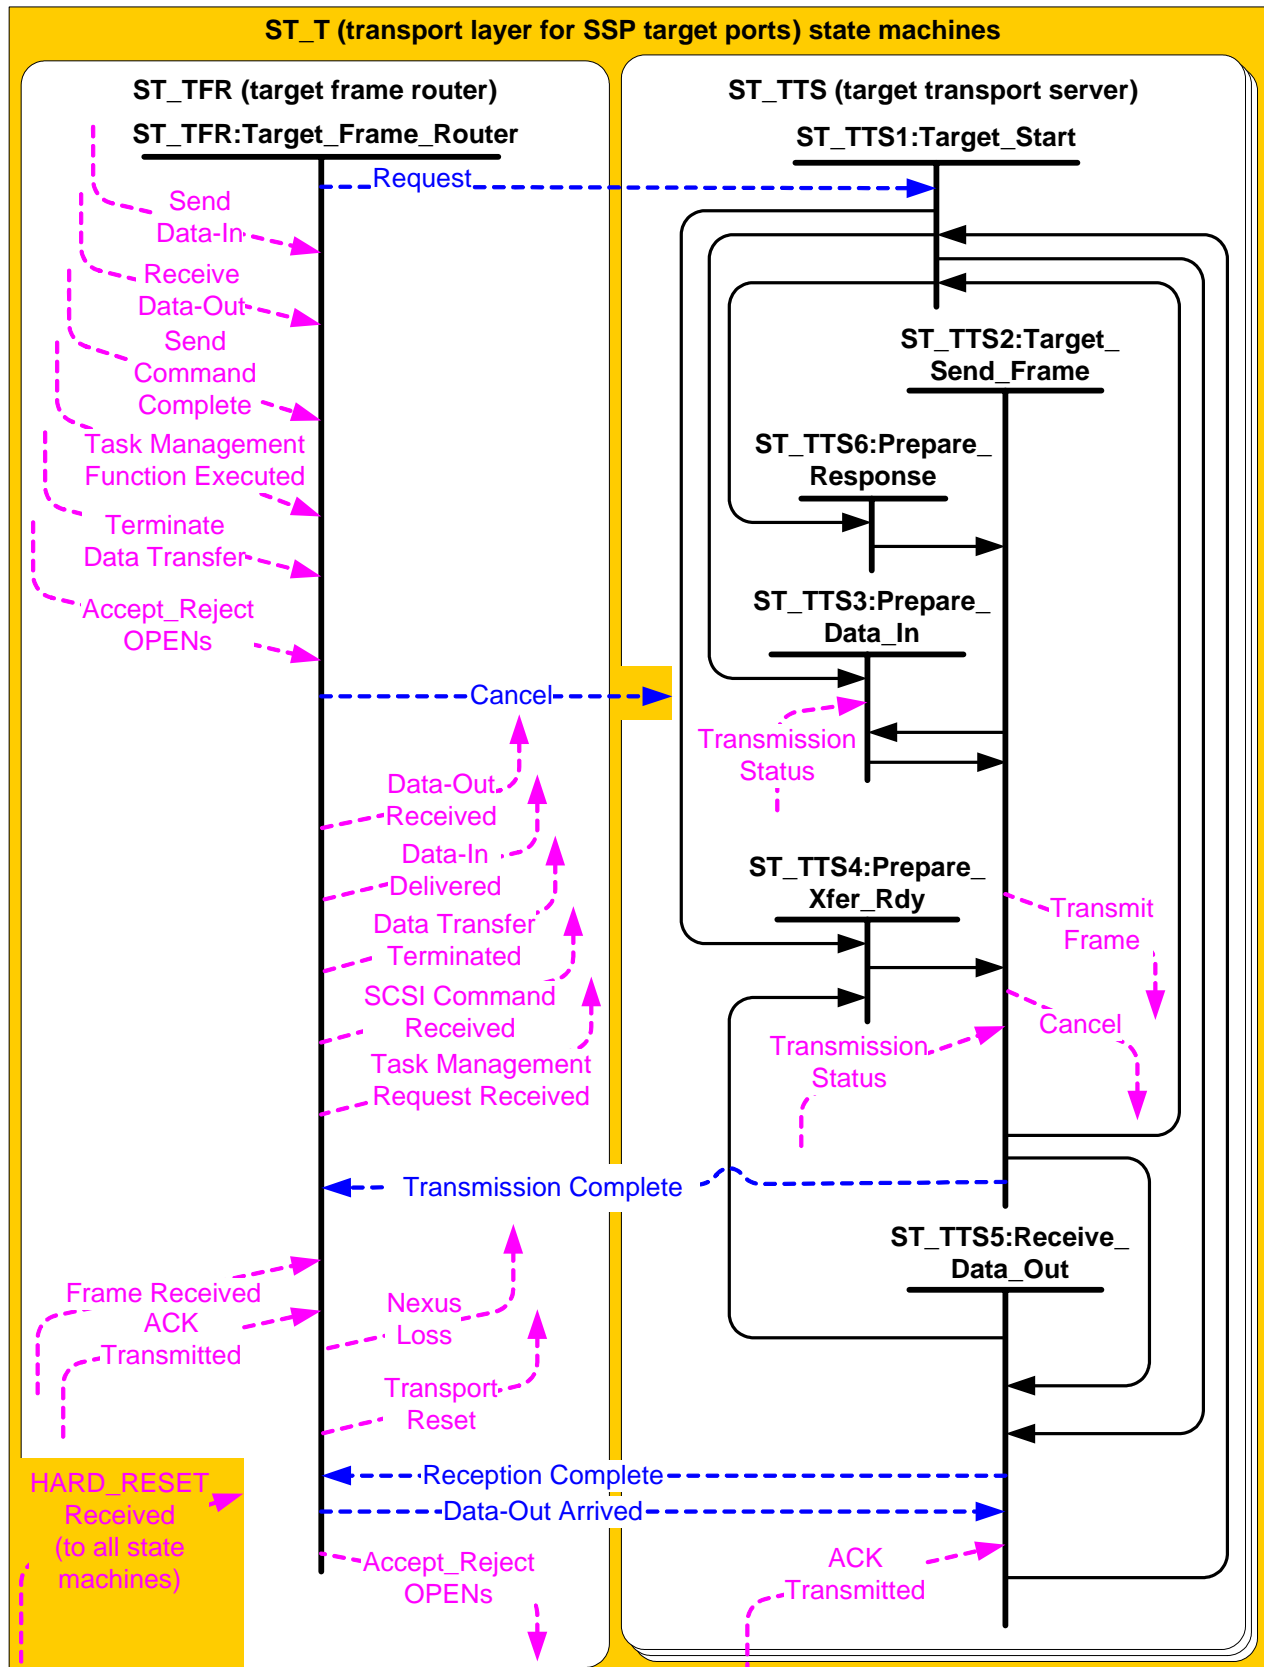 ST_T (transport layer for SSP target ports) state machines
ST_TFR (target frame router)
ST_TFR:Target_Frame_Router
Request
Send
Data-In
Receive
Data-Out
Send
Command
Complete
Task Management
Function Executed
Terminate
Data Transfer
Accept_Reject
OPENs
Cancel
Data-Out
Received
Data-In
Delivered
Data Transfer
Terminated
SCSI Command
Received
Task Management
Request Received
Transmission Complete
Frame Received
ACK
Transmitted
Nexus
Loss
Transport
Reset
HARD_RESET
Received
(to all state
machines)
Reception Complete
Data-Out Arrived
Accept_Reject
OPENs
ST_TTS (target transport server)
ST_TTS1:Target_Start
ST_TTS2:Target_
Send_Frame
ST_TTS6:Prepare_
Response
ST_TTS3:Prepare_
Data_In
Transmission
Status
ST_TTS4:Prepare_
Xfer_Rdy
Transmit
Frame
Cancel
Transmission
Status
ST_TTS5:Receive_
Data_Out
ACK
Transmitted